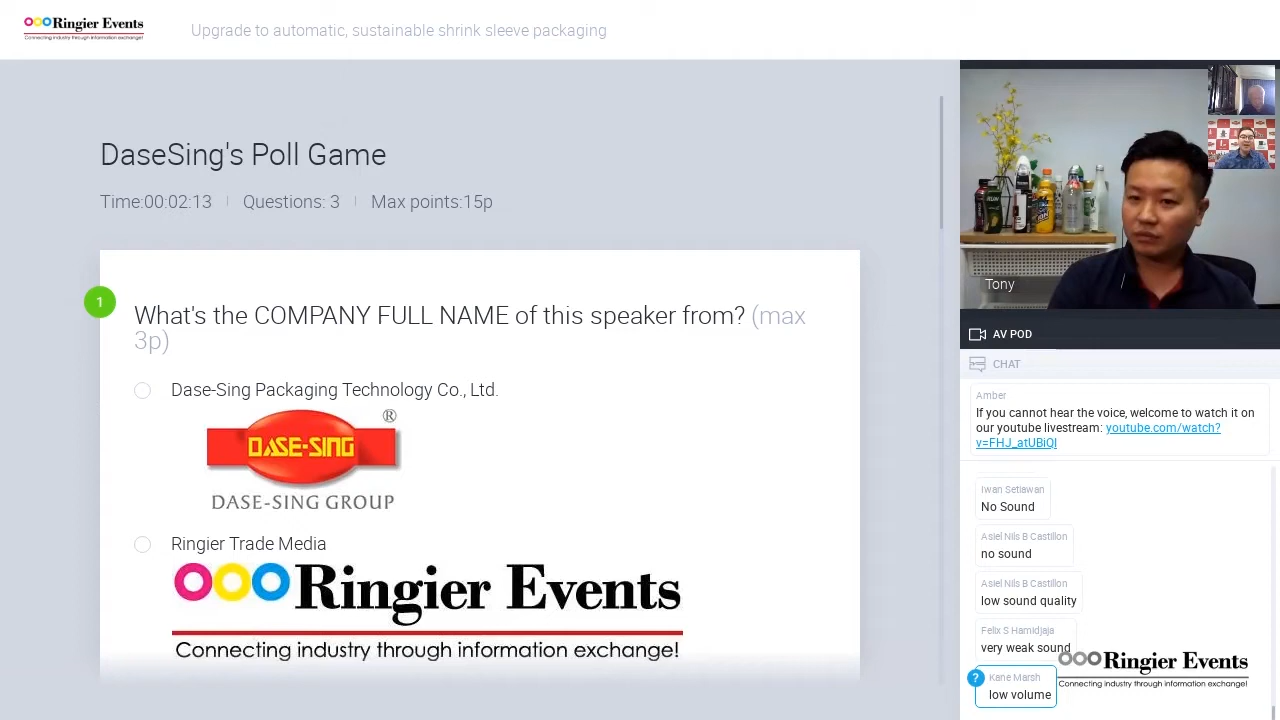 Ringier Events
Connecting industry through information exchange!
Upgrade to automatic, sustainable shrink sleeve packaging
DaseSing's Poll Game
Time:00:02:13
Questions: 3
Max points:15p
1
What's the COMPANY FULL NAME of this speaker from? (max
3p)
Dase-Sing Packaging Technology Co., Ltd.
DASE-SING
®
DASE-SING GROUP
Ringier Trade Media
Ringier Events
Connecting industry through information exchange!
Tony
AV POD
CHAT
Amber
If you cannot hear the voice, welcome to watch it on
our youtube livestream: youtube.com/watch?
v=FHJ_atUBiQI
Iwan Setiawan
No Sound
Asiel Nils B Castillon
no sound
Asiel Nils B Castillon
low sound quality
Felix S Hamidjaja
very weak sound
Ringier Events
Connecting industry through information exchange!
?
Kane Marsh
low volume